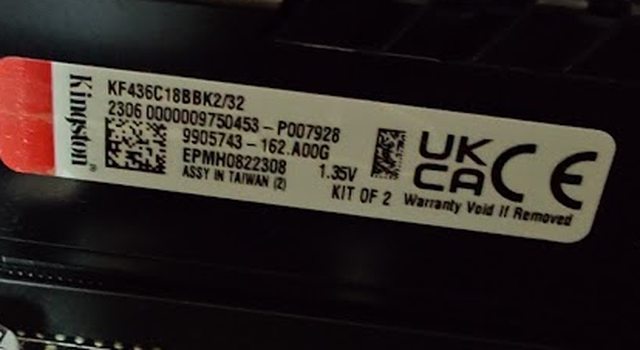 Kingston®
KF436C18BBK2/32
2306 0000009750453 - P007928
9905743 - 162.A00G
EPMH0822308 1.35V
ASSY IN TAIWAN (2)
KIT OF 2
UK
CA CE
Warranty Void If Removed